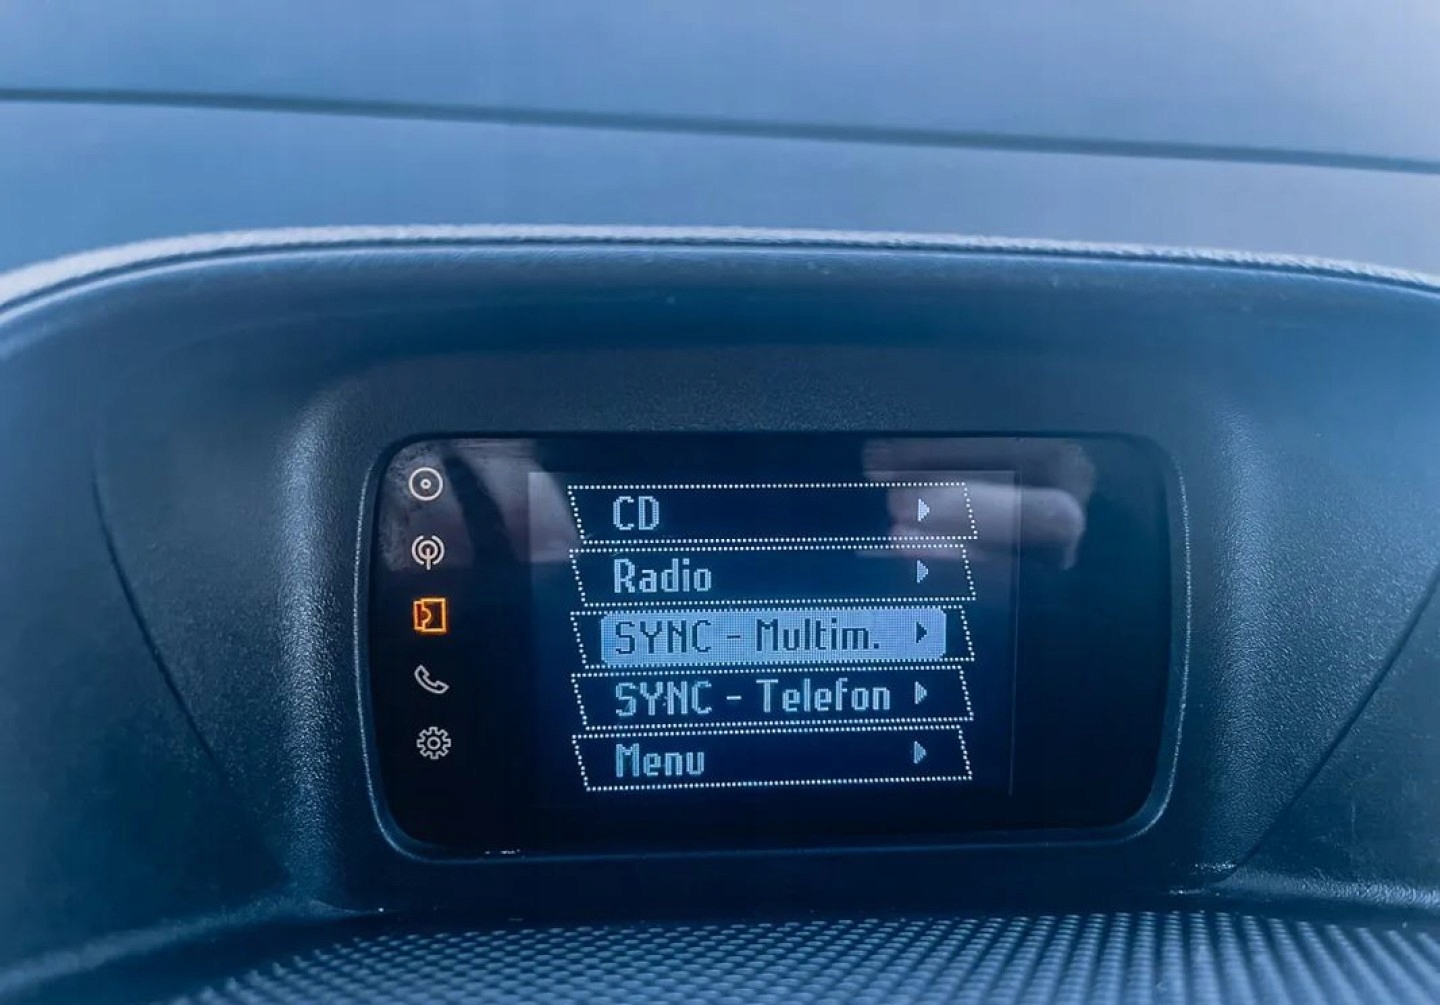 CD
Radio
SYNC - Multim.
SYNC - Telefon
Menu